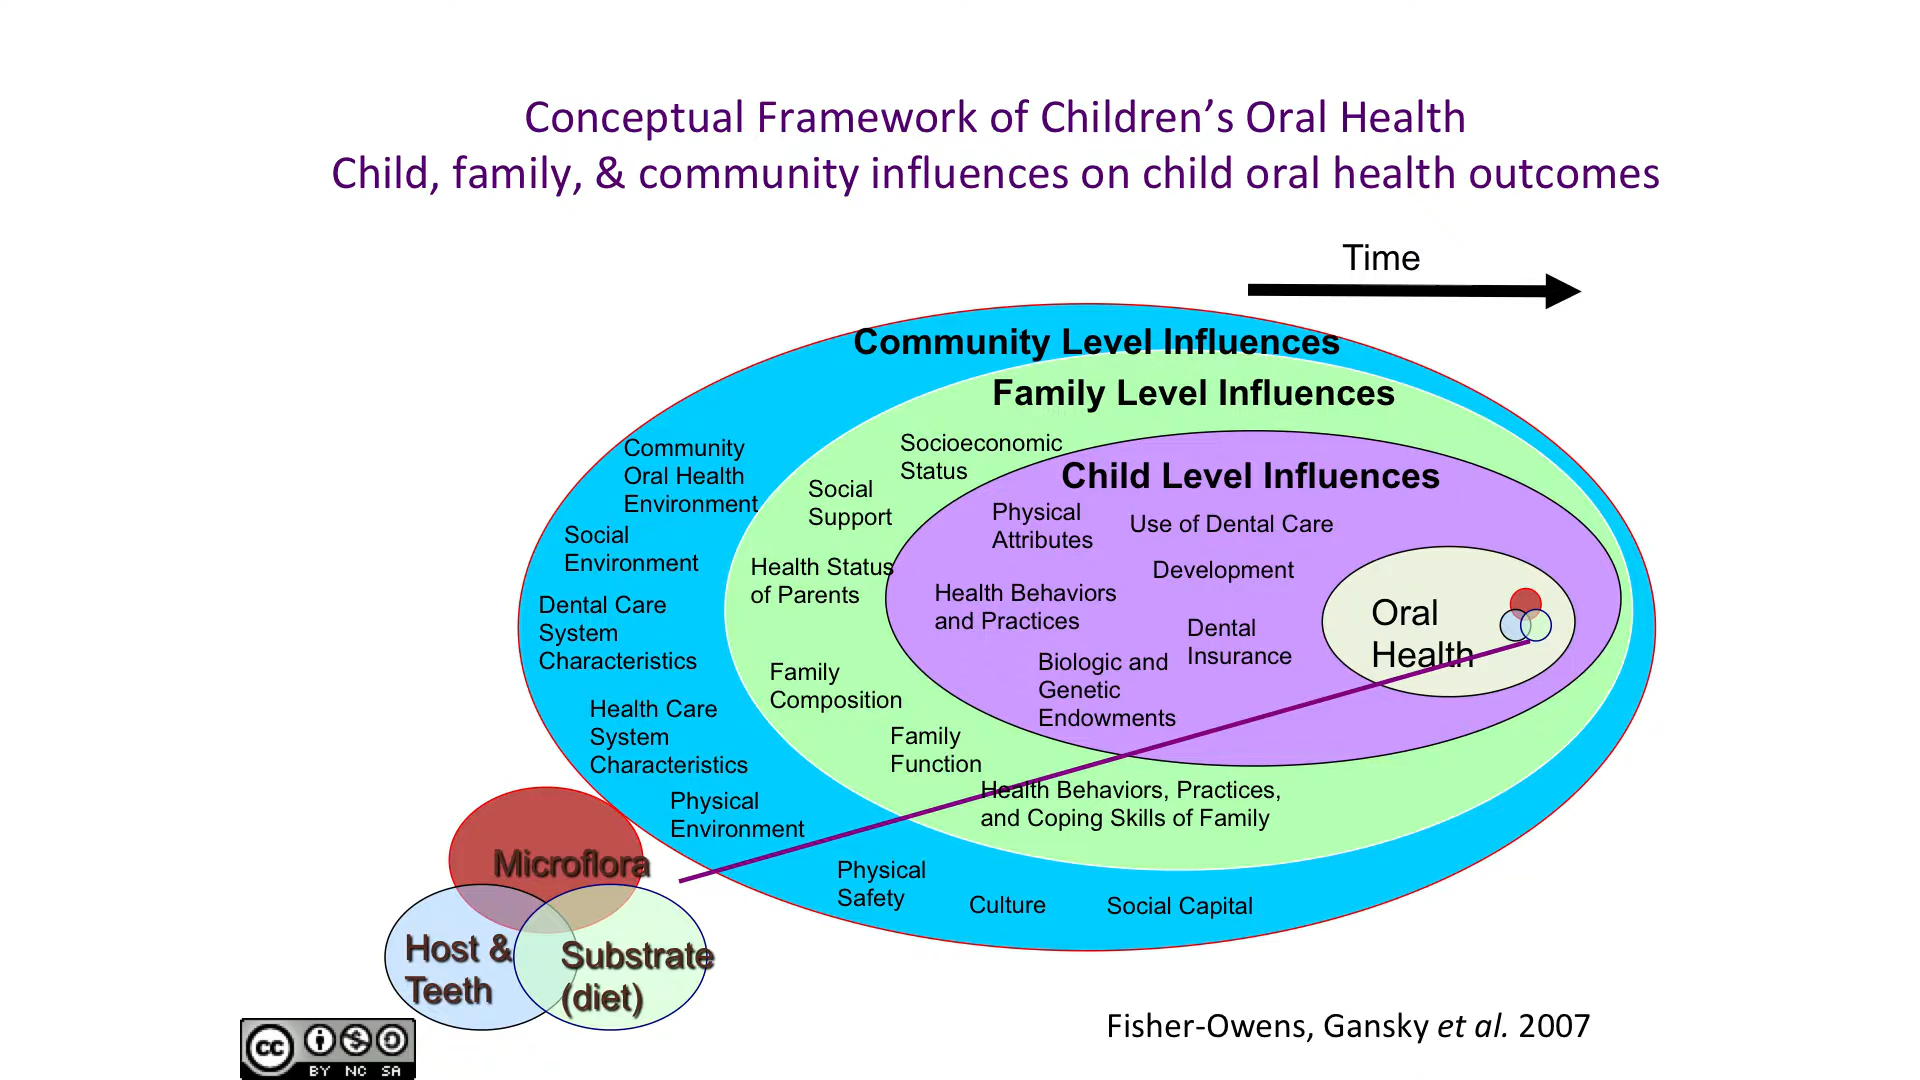 Conceptual Framework of Children’s Oral Health
Child, family, & community influences on child oral health outcomes
Time
Community Level Influences
Family Level Influences
Child Level Influences
Community
Oral Health
Environment
Social
Environment
Dental Care
System
Characteristics
Health Care
System
Characteristics
Physical
Environment
Physical
Safety
Culture
Social Capital
Socioeconomic
Status
Social
Support
Health Status
of Parents
Family
Composition
Family
Function
Health Behaviors, Practices,
and Coping Skills of Family
Physical
Attributes
Use of Dental Care
Development
Health Behaviors
and Practices
Dental
Insurance
Biologic and
Genetic
Endowments
Oral
Health
Microflora
Host &
Teeth
Substrate
(diet)
Fisher-Owens, Gansky et al. 2007
cc
BY NC SA